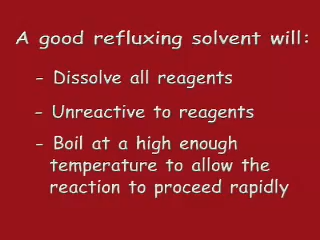 A good refluxing solvent will:
- Dissolve all reagents
- Unreactive to reagents
- Boil at a high enough
temperature to allow the
reaction to proceed rapidly